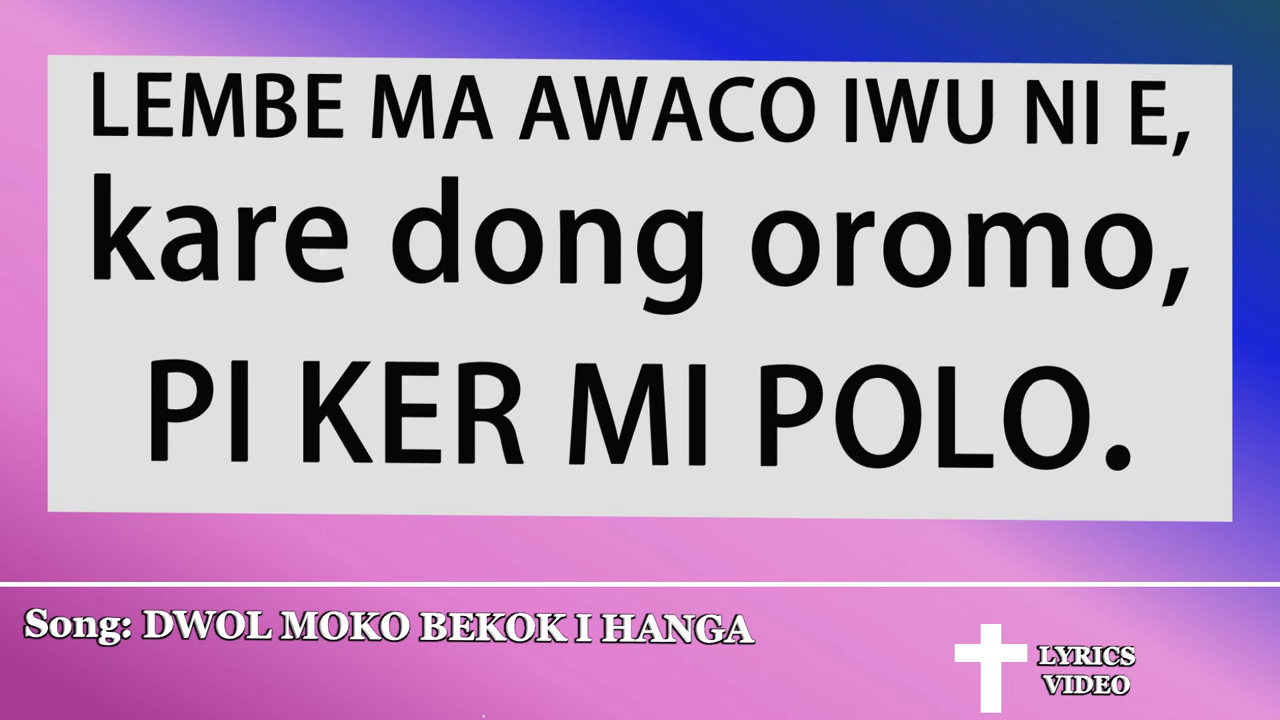 LEMBE MA AWACO IWU NI E,
kare dong oromo,
PI KER MI POLO.
Song: DWOL MOKO BEKOK I HANGA
LYRICS
VIDEO